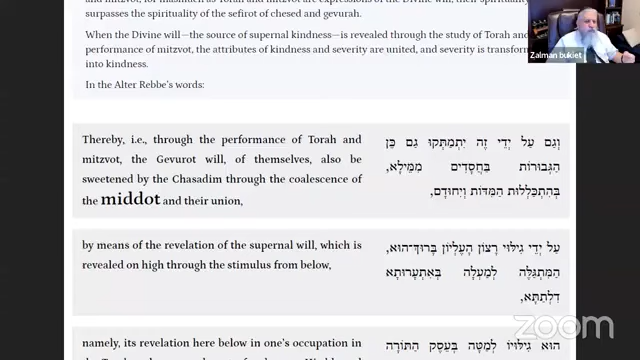 and mitzvot, for inasmuch as Torah and mitzvot are expressions of the Divine will, their spirituality
surpasses the spirituality of the sefirot of chesed and gevurah.
When the Divine will—the source of supernal kindness—is revealed through the study of Torah and
performance of mitzvot, the attributes of kindness and severity are united, and severity is transform
into kindness.
In the Alter Rebbe's words:
Zalman bukiet
Thereby, i.e., through the performance of Torah and
mitzvot, the Gevurot will, of themselves, also be
sweetened by the Chasadim through the coalescence of
the middot and their union,
וְגַם עַל יְדֵי זֶה יִתְמַתְּקוּ גַּם כֵּן
הַגְּבוּרוֹת בַּחֲסָדִים מִמֵּילָא,
בְּהִתְכַּלְלוּת הַמִּדּוֹת וְיִחוּדָם,
by means of the revelation of the supernal will, which is
revealed on high through the stimulus from below,
עַל יְדֵי גִּילּוּי רָצוֹן הָעֶלְיוֹן בָּרוּךְ־הוּא,
הַמִּתְגַּלֶּה לְמַעְלָה בְּאִתְעָרוּתָא
דִלְתַתָּא,
namely, its revelation here below in one's occupation in
הוּא גִּילּוּיוֹ לְמַטָּה בְּעֵסֶק הַתּוֹרָה
zoom